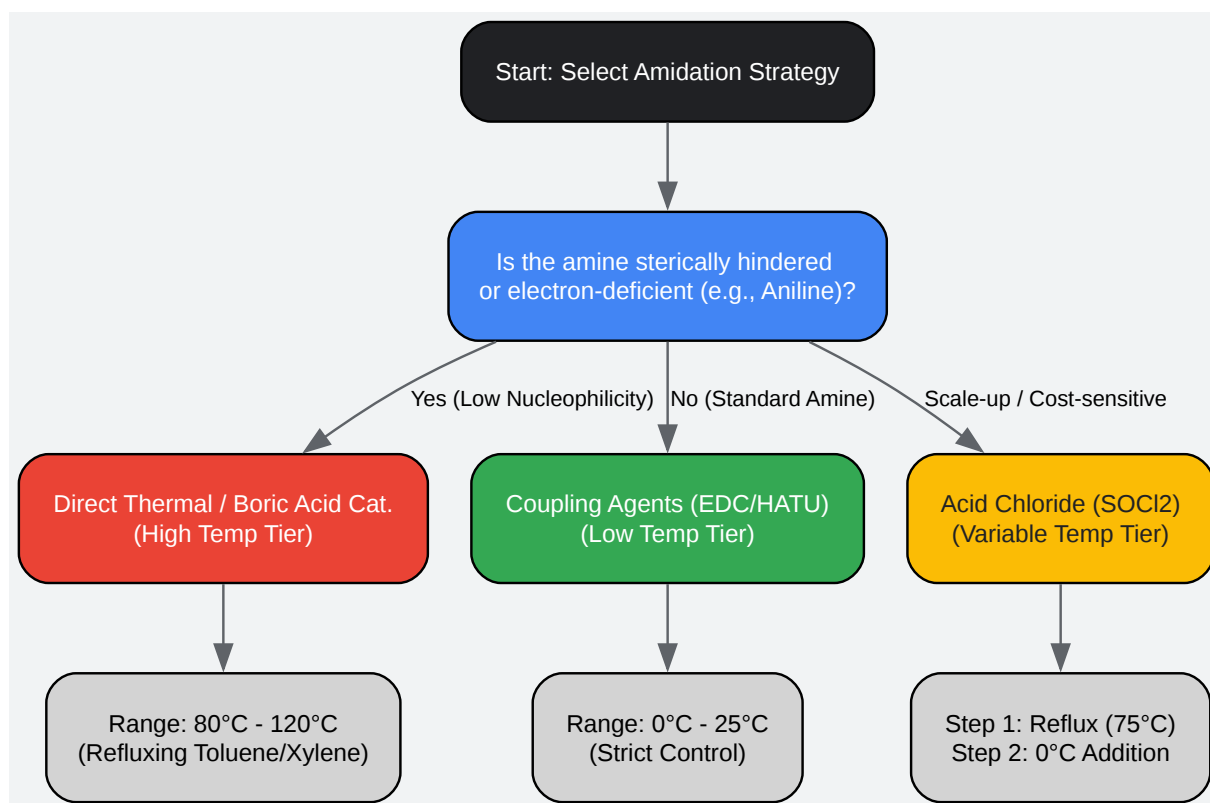 Start: Select Amidation Strategy
Is the amine sterically hindered
or electron-deficient (e.g., Aniline)?
Yes (Low Nucleophilicity)
No (Standard Amine)
Scale-up / Cost-sensitive
Direct Thermal / Boric Acid Cat.
(High Temp Tier)
Coupling Agents (EDC/HATU)
(Low Temp Tier)
Acid Chloride (SOCl2)
(Variable Temp Tier)
Range: 80°C - 120°C
(Refluxing Toluene/Xylene)
Range: 0°C - 25°C
(Strict Control)
Step 1: Reflux (75°C)
Step 2: 0°C Addition